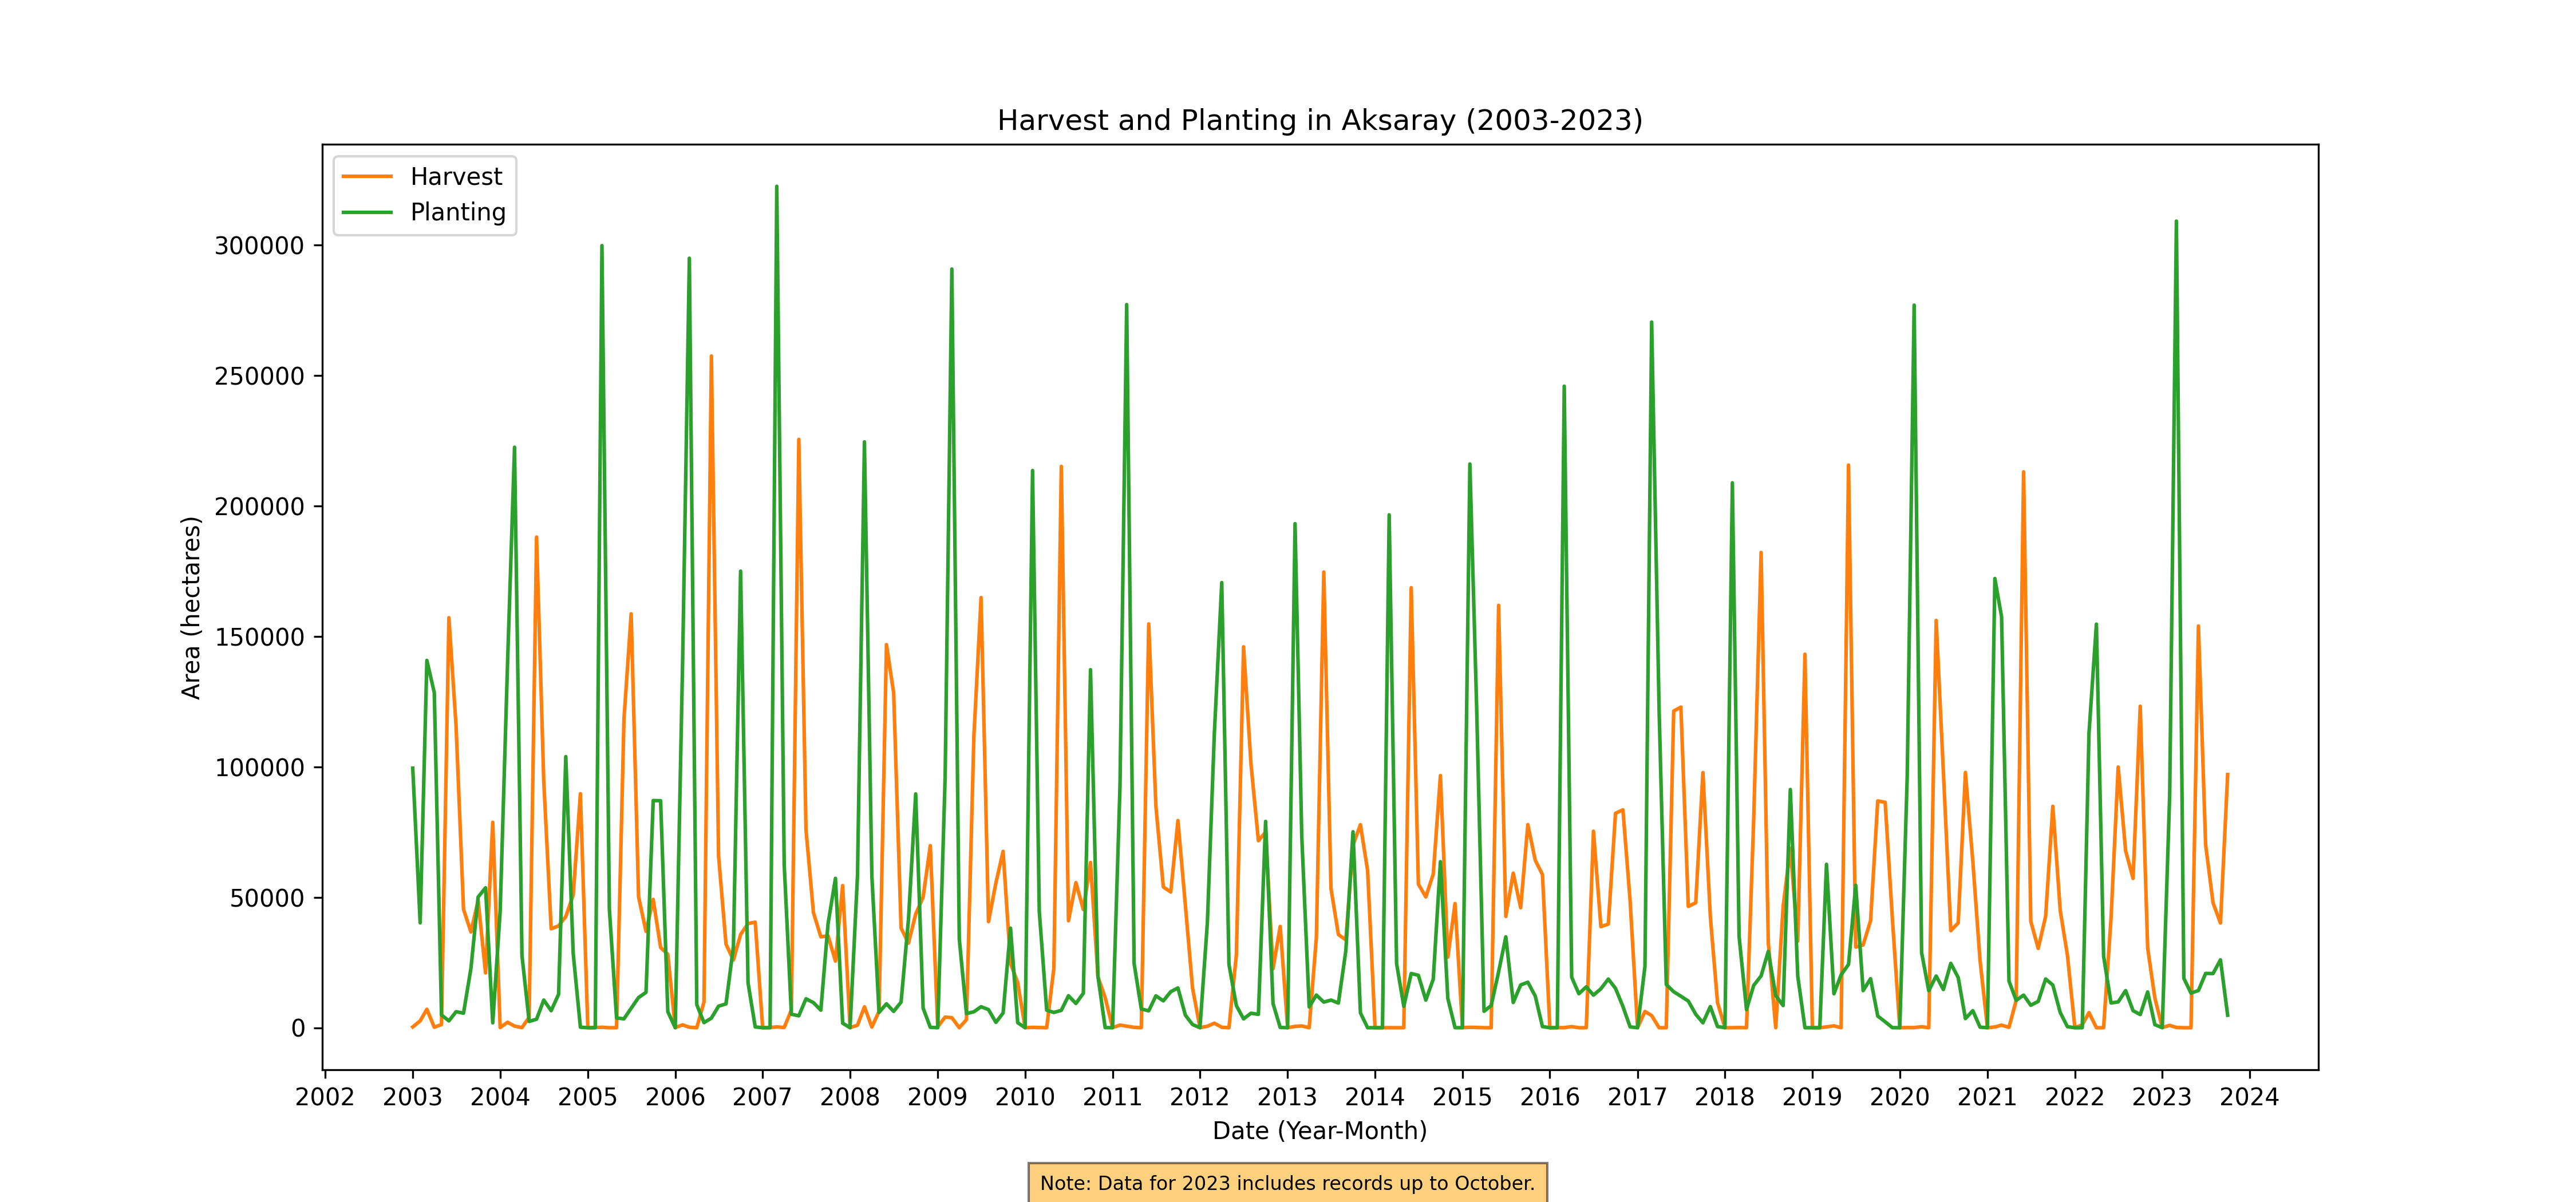 Harvest and Planting in Aksaray (2003-2023)
Harvest
Planting
300000
250000
200000
150000
100000
50000
0
Area (hectares)
2002 2003 2004 2005 2006 2007 2008 2009 2010 2011 2012 2013 2014 2015 2016 2017 2018 2019 2020 2021 2022 2023 2024
Date (Year-Month)
Note: Data for 2023 includes records up to October.